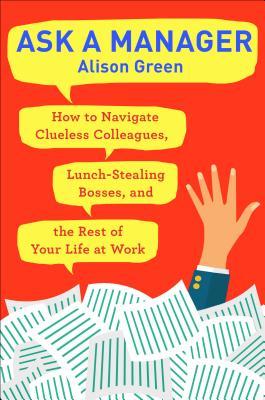 ASK A MANAGER
Alison Green
How to Navigate
Clueless Colleagues,
Lunch-Stealing
Bosses, and
the Rest of
Your Life at Work